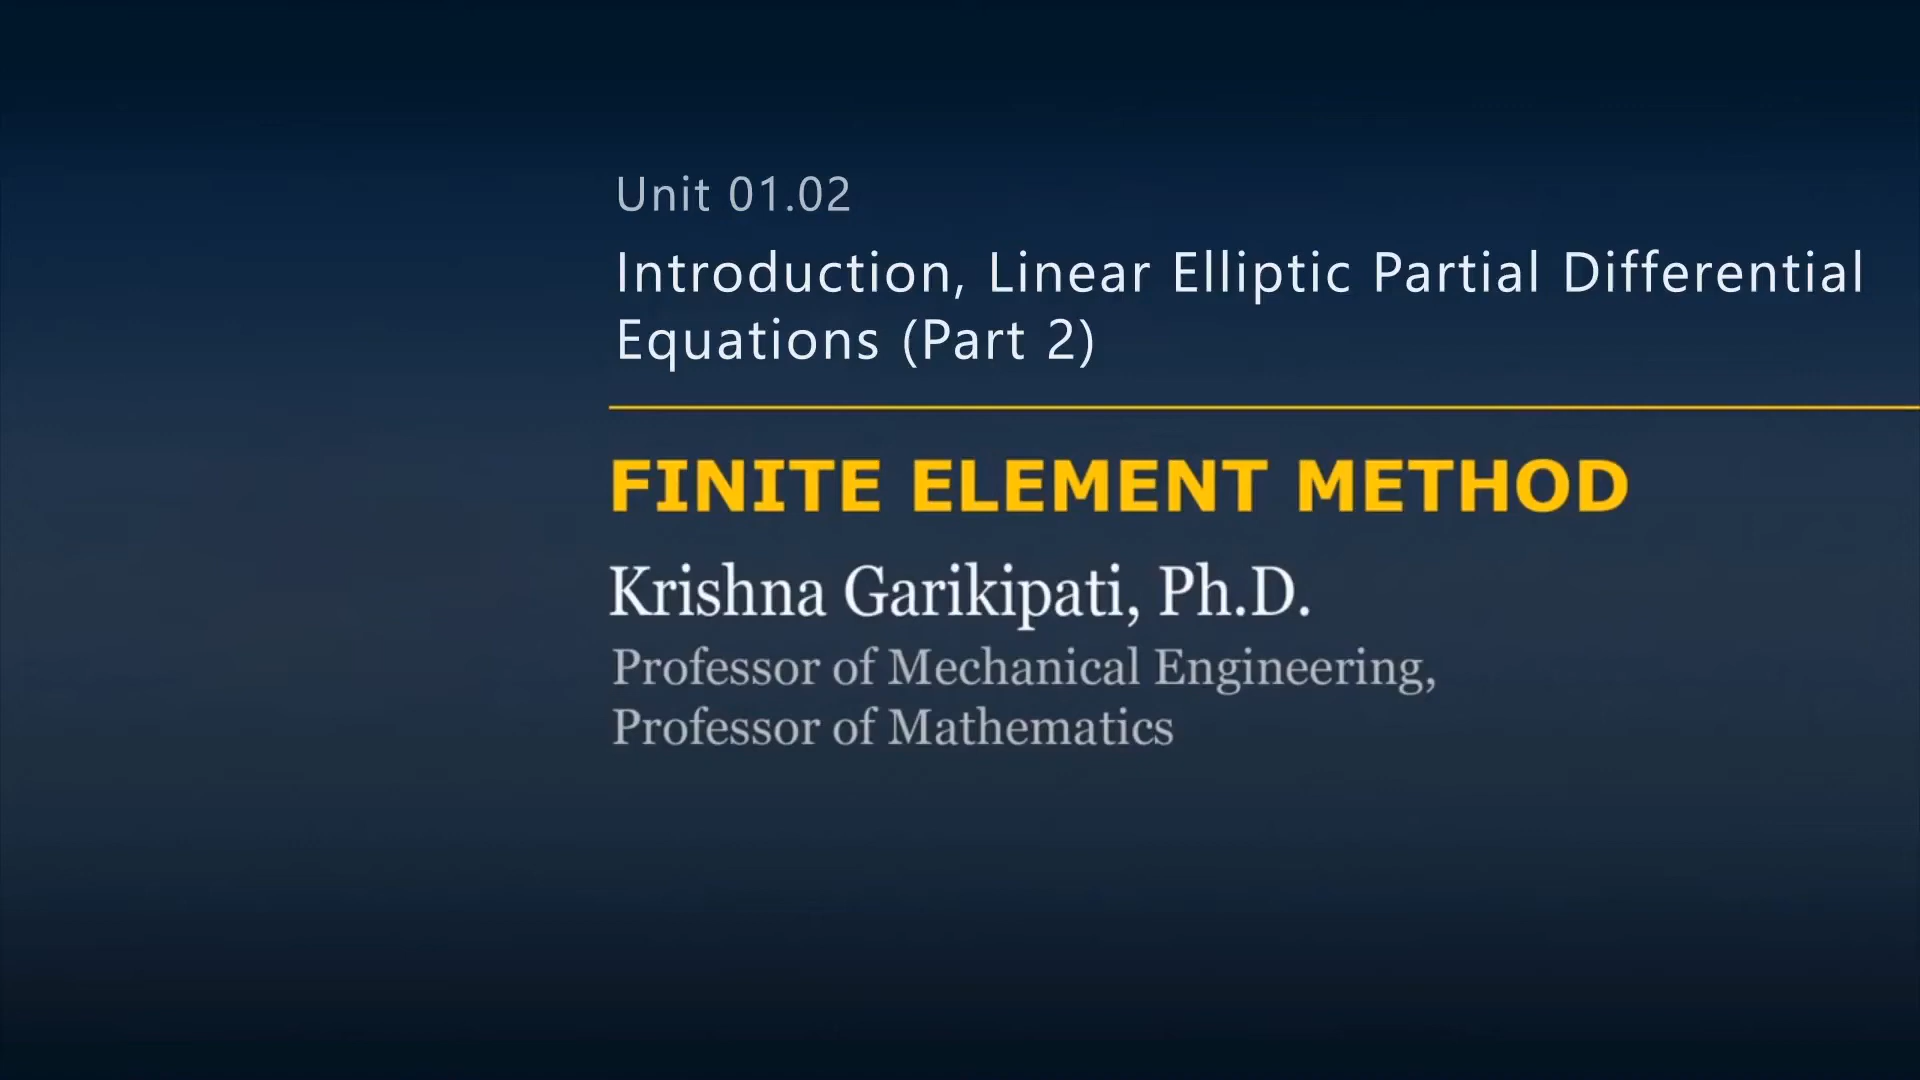 Unit 01.02
Introduction, Linear Elliptic Partial Differential
Equations (Part 2)
FINITE ELEMENT METHOD
Krishna Garikipati, Ph.D.
Professor of Mechanical Engineering,
Professor of Mathematics